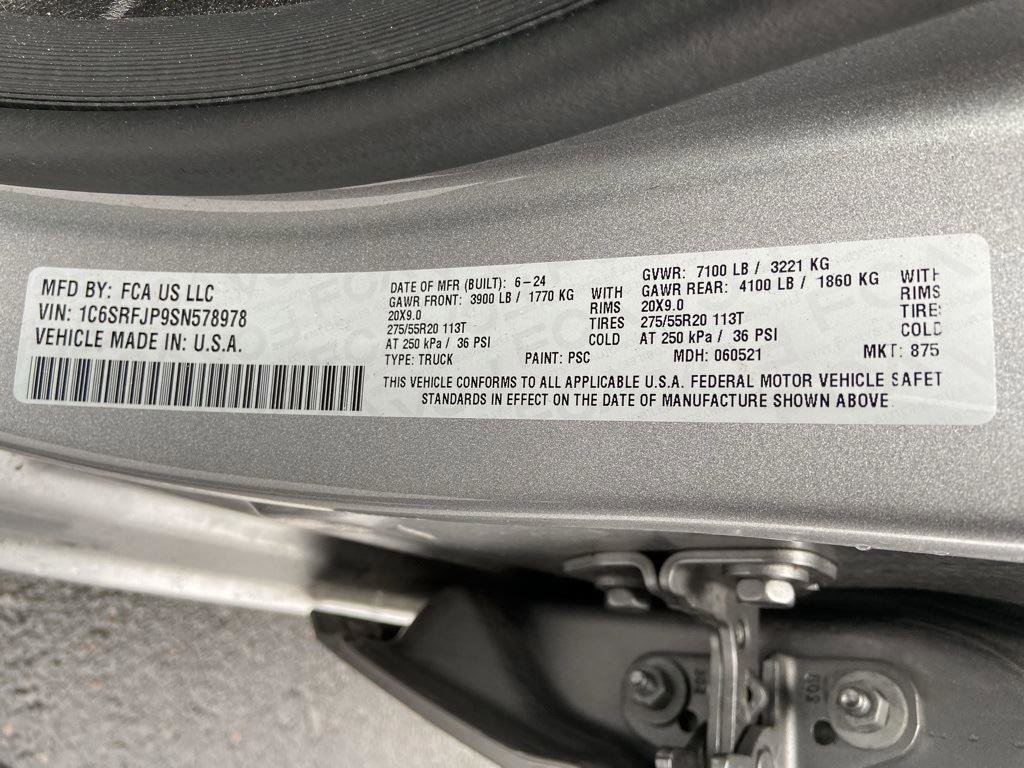 MFD BY: FCA US LLC
VIN: 1C6SRFJP9SN578978
VEHICLE MADE IN: U.S.A.
DATE OF MFR (BUILT): 6-24
GAWR FRONT: 3900 LB / 1770 KG WITH
20X9.0 RIMS
275/55R20 113T TIRES
AT 250 kPa / 36 PSI COLD
GVWR: 7100 LB / 3221 KG
GAWR REAR: 4100 LB / 1860 KG WITH
20X9.0 RIMS
275/55R20 113T TIRES
AT 250 kPa / 36 PSI COLD
TYPE: TRUCK PAINT: PSC MDH: 060521 MKT: 875
THIS VEHICLE CONFORMS TO ALL APPLICABLE U.S.A. FEDERAL MOTOR VEHICLE SAFET
STANDARDS IN EFFECT ON THE DATE OF MANUFACTURE SHOWN ABOVE.